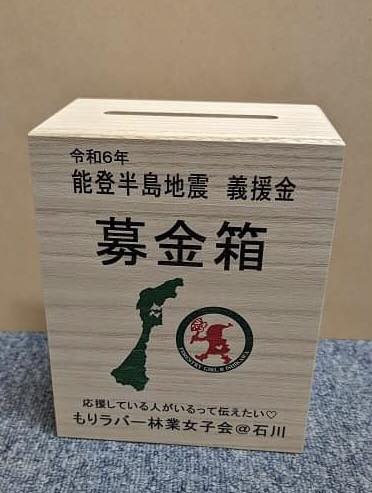 令和6年
能登半島地震 義援金
募金箱
応援している人がいるって伝えたい♡
もりラバー林業女子会@石川